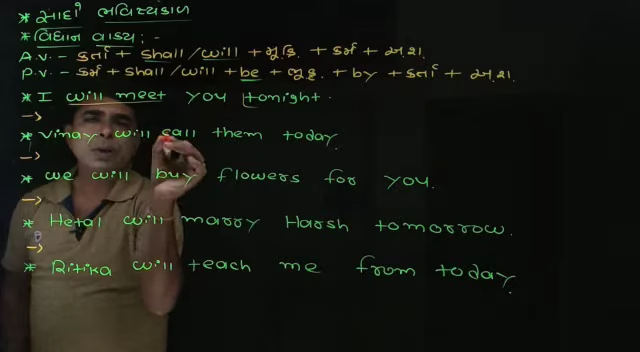 * સાદો ભવિષ્યકાળ
* વિધાન વાક્ય :-
A.V. - કર્તા + shall/will + મૂક્રિ + કર્મ + અ.શ.
P.V. - કર્મ + shall/will + be + ભૂકૃ + by + કર્તા + અ.શ.
* I will meet you tonight.
→
* Vinay will call them today.
→
* we will buy flowers for you.
→
* Hetal will marry Harsh tomorrow.
→
* Ritika will teach me from today.